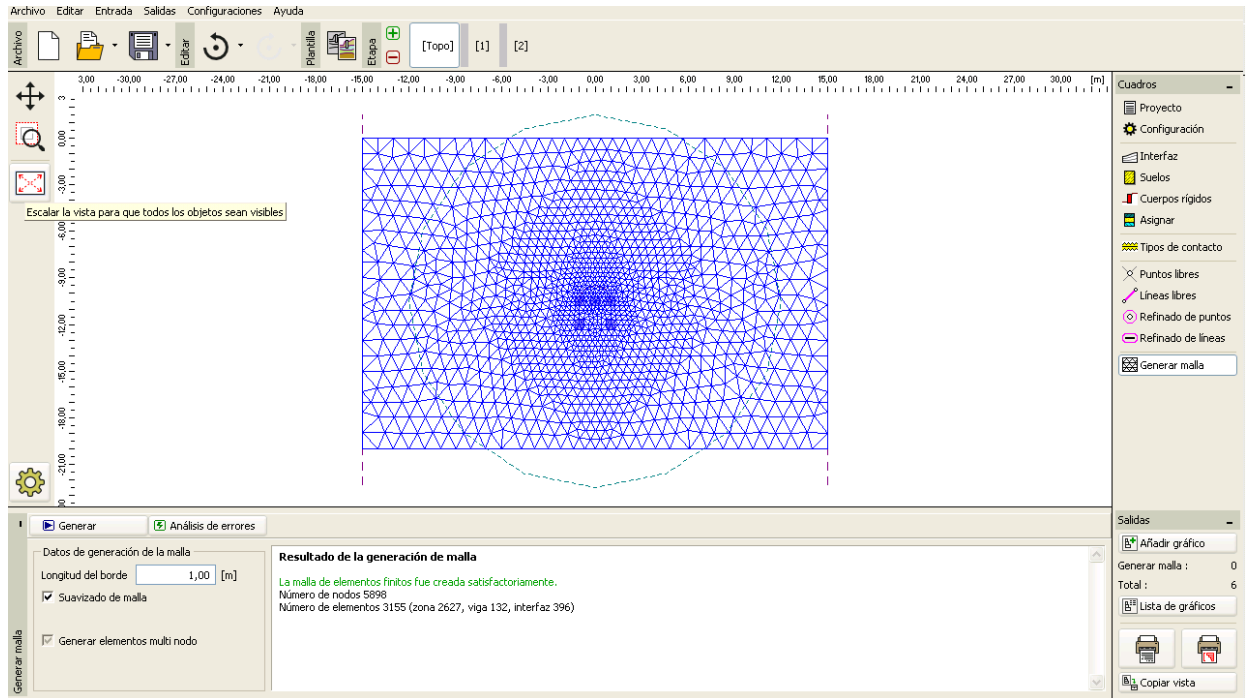 Archivo Editar Entrada Salidas Configuraciones Ayuda
Archivo
Editar
Plantilla
Etapa
[Topo] [1] [2]
3,00 -30,00 -27,00 -24,00 -21,00 -18,00 -15,00 -12,00 -9,00 -6,00 -3,00 0,00 3,00 6,00 9,00 12,00 15,00 18,00 21,00 24,00 27,00 30,00 [m]
3
0,00
-3,00
-6,00
-9,00
-12,00
-15,00
-18,00
-21,00
Escalar la vista para que todos los objetos sean visibles
Cuadros
Proyecto
Configuración
Interfaz
Suelos
Cuerpos rígidos
Asignar
Tipos de contacto
Puntos libres
Líneas libres
Refinado de puntos
Refinado de líneas
Generar malla
Generar malla
Generar Análisis de errores
Datos de generación de la malla
Longitud del borde 1,00 [m]
Suavizado de malla
Generar elementos multi nodo
Resultado de la generación de malla
La malla de elementos finitos fue creada satisfactoriamente.
Número de nodos 5898
Número de elementos 3155 (zona 2627, viga 132, interfaz 396)
Salidas
Añadir gráfico
Generar malla : 0
Total : 6
Lista de gráficos
Copiar vista